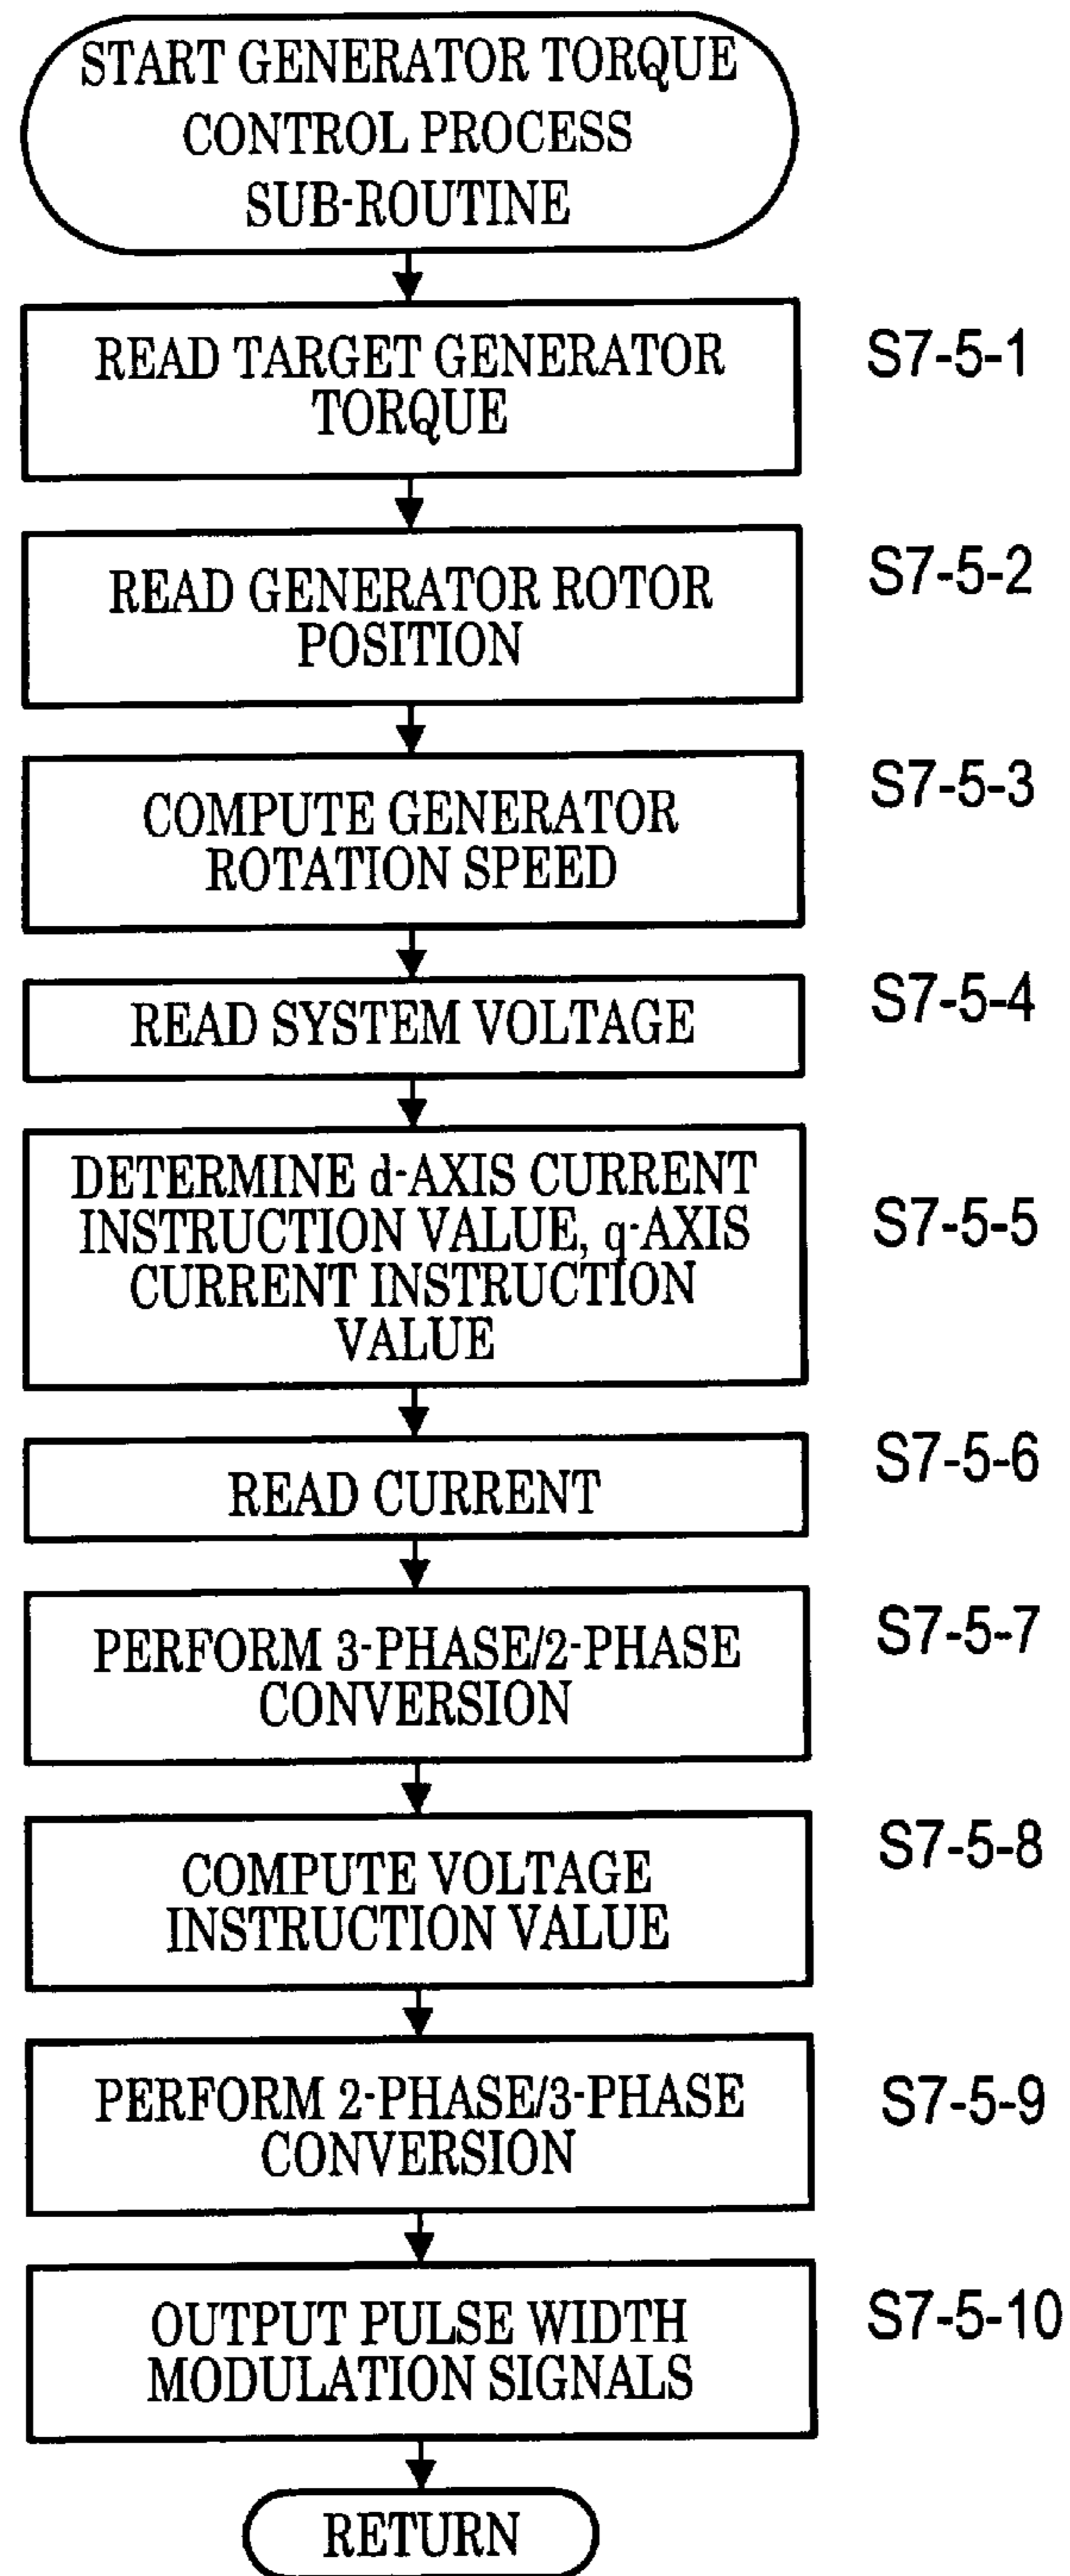 START GENERATOR TORQUE
CONTROL PROCESS
SUB-ROUTINE
READ TARGET GENERATOR
TORQUE
S7-5-1
READ GENERATOR ROTOR
POSITION
S7-5-2
COMPUTE GENERATOR
ROTATION SPEED
S7-5-3
READ SYSTEM VOLTAGE
S7-5-4
DETERMINE d-AXIS CURRENT
INSTRUCTION VALUE, q-AXIS
CURRENT INSTRUCTION
VALUE
S7-5-5
READ CURRENT
S7-5-6
PERFORM 3-PHASE/2-PHASE
CONVERSION
S7-5-7
COMPUTE VOLTAGE
INSTRUCTION VALUE
S7-5-8
PERFORM 2-PHASE/3-PHASE
CONVERSION
S7-5-9
OUTPUT PULSE WIDTH
MODULATION SIGNALS
S7-5-10
RETURN